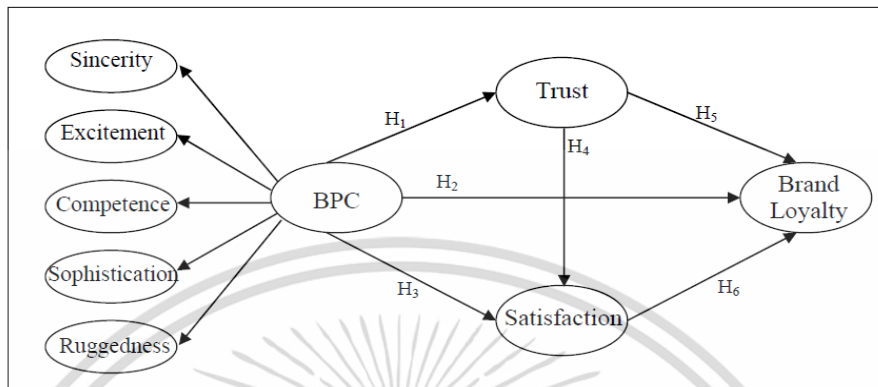 Sincerity
Excitement
Competence
Sophistication
Ruggedness
BPC
Trust
Satisfaction
Brand
Loyalty
H₁
H₂
H₃
H₄
H₅
H₆